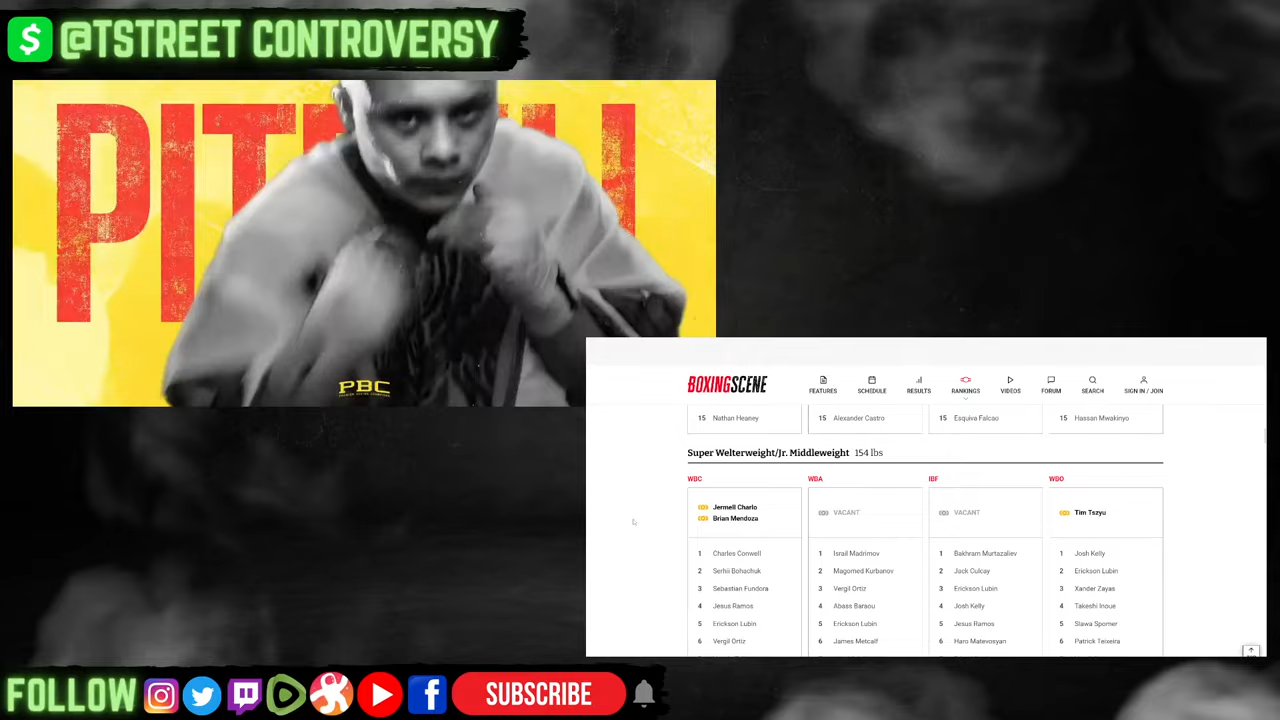 @TSTREET CONTROVERSY
PIT
PBC
BOXINGSCENE
FEATURES
SCHEDULE
RESULTS
RANKINGS
VIDEOS
FORUM
SEARCH
SIGN IN / JOIN
15 Nathan Heaney
15 Alexander Castro
15 Esquiva Falcao
15 Hassan Mwakinyo
Super Welterweight/Jr. Middleweight 154 lbs
WBC
Jermell Charlo
Brian Mendoza
1 Charles Conwell
2 Serhii Bohachuk
3 Sebastian Fundora
4 Jesus Ramos
5 Erickson Lubin
6 Vergil Ortiz
WBA
VACANT
1 Israil Madrimov
2 Magomed Kurbanov
3 Vergil Ortiz
4 Abass Baraou
5 Erickson Lubin
6 James Metcalf
IBF
VACANT
1 Bakhram Murtazaliev
2 Jack Culcay
3 Erickson Lubin
4 Josh Kelly
5 Jesus Ramos
6 Haro Matevosyan
WBO
Tim Tszyu
1 Josh Kelly
2 Erickson Lubin
3 Xander Zayas
4 Takeshi Inoue
5 Slawa Spomer
6 Patrick Teixeira
FOLLOW
SUBSCRIBE